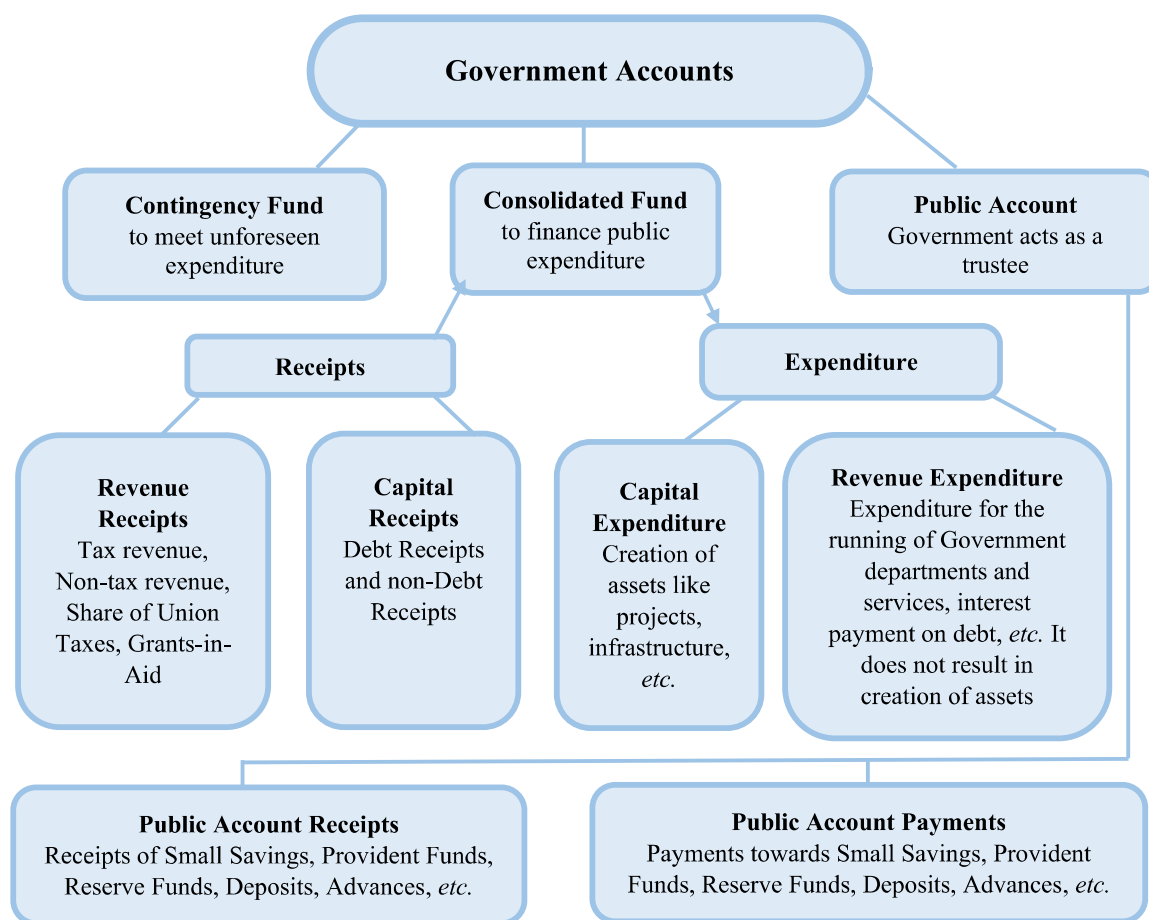 Government Accounts
Contingency Fund
to meet unforeseen
expenditure
Consolidated Fund
to finance public
expenditure
Public Account
Government acts as a
trustee
Receipts
Expenditure
Revenue
Receipts
Tax revenue,
Non-tax revenue,
Share of Union
Taxes, Grants-in-
Aid
Capital
Receipts
Debt Receipts
and non-Debt
Receipts
Capital
Expenditure
Creation of
assets like
projects,
infrastructure,
etc.
Revenue Expenditure
Expenditure for the
running of Government
departments and
services, interest
payment on debt, etc. It
does not result in
creation of assets
Public Account Receipts
Receipts of Small Savings, Provident Funds,
Reserve Funds, Deposits, Advances, etc.
Public Account Payments
Payments towards Small Savings, Provident
Funds, Reserve Funds, Deposits, Advances, etc.